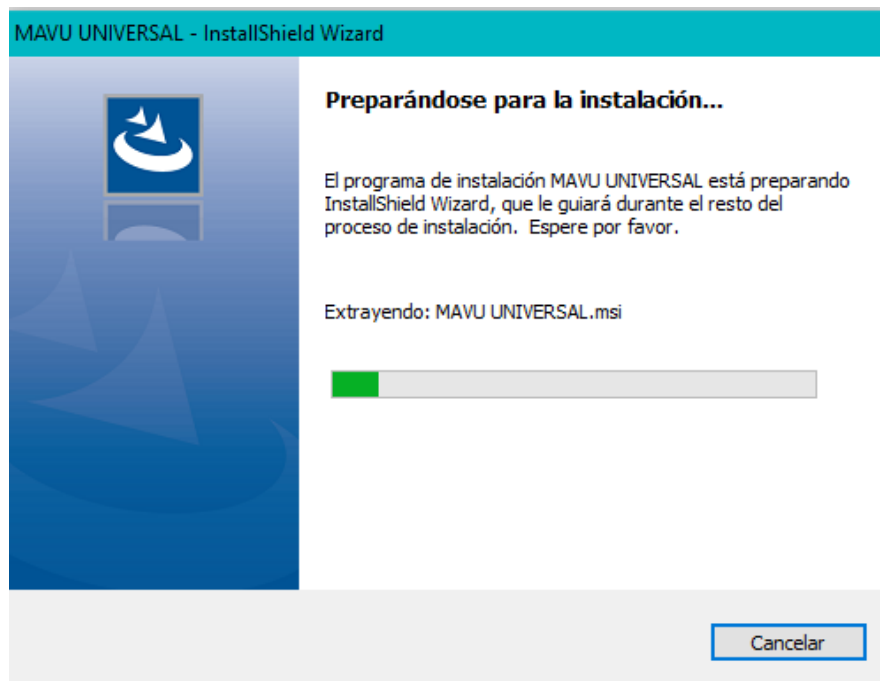 MAVU UNIVERSAL - InstallShield Wizard
Preparándose para la instalación...
El programa de instalación MAVU UNIVERSAL está preparando
InstallShield Wizard, que le guiará durante el resto del
proceso de instalación.  Espere por favor.
Extrayendo: MAVU UNIVERSAL.msi
Cancelar